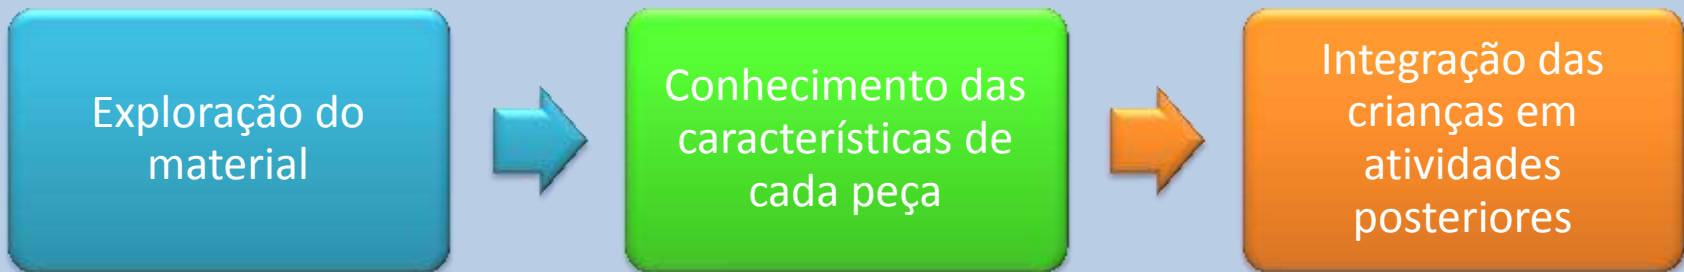 Exploração do
material
Conhecimento das
características de
cada peça
Integração das
crianças em
atividades
posteriores